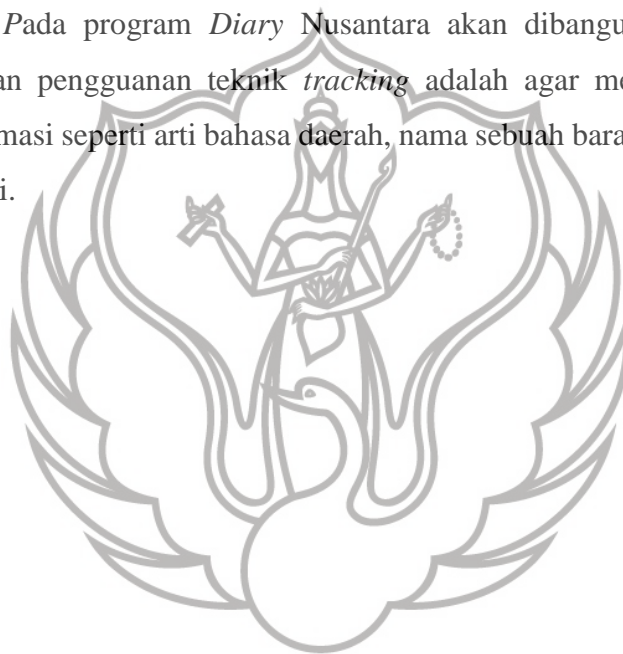 Pada program Diary Nusantara akan dibangu
an pengguanan teknik tracking adalah agar me
masi seperti arti bahasa daerah, nama sebuah bara
i.